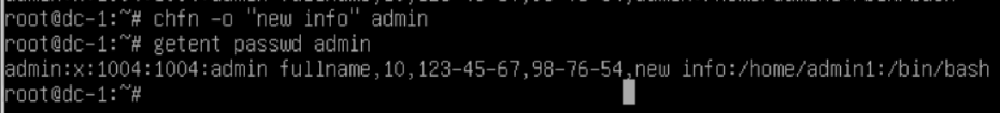 root@dc-1:~# chfn -o "new info" admin
root@dc-1:~# getent passwd admin
admin:x:1004:1004:admin fullname,10,123-45-67,98-76-54,new info:/home/admin1:/bin/bash
root@dc-1:~#